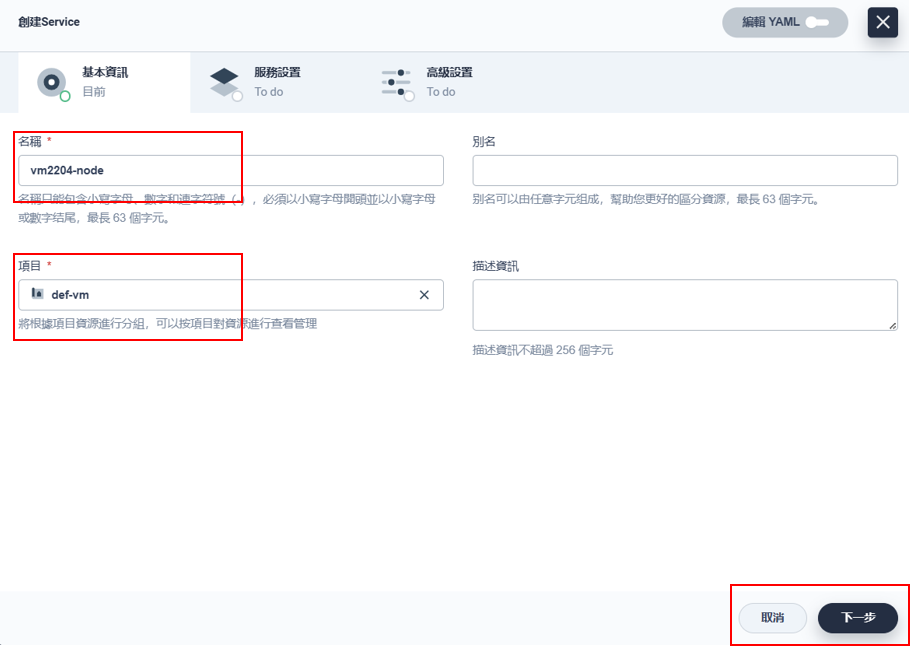 創建Service
編輯 YAML
基本資訊
目前
服務設置
To do
高级設置
To do
名稱 *
vm2204-node
名稱只能包含小寫字母、數字和連字符號（-），必須以小寫字母開頭並以小寫字母
或數字结尾，最長 63 個字元。
別名
別名可以由任意字元組成，幫助您更好的區分資源，最長 63 個字元。
項目 *
def-vm
將根據項目資源進行分組，可以按項目對資源進行查看管理
描述資訊
描述資訊不超過 256 個字元
取消
下一步